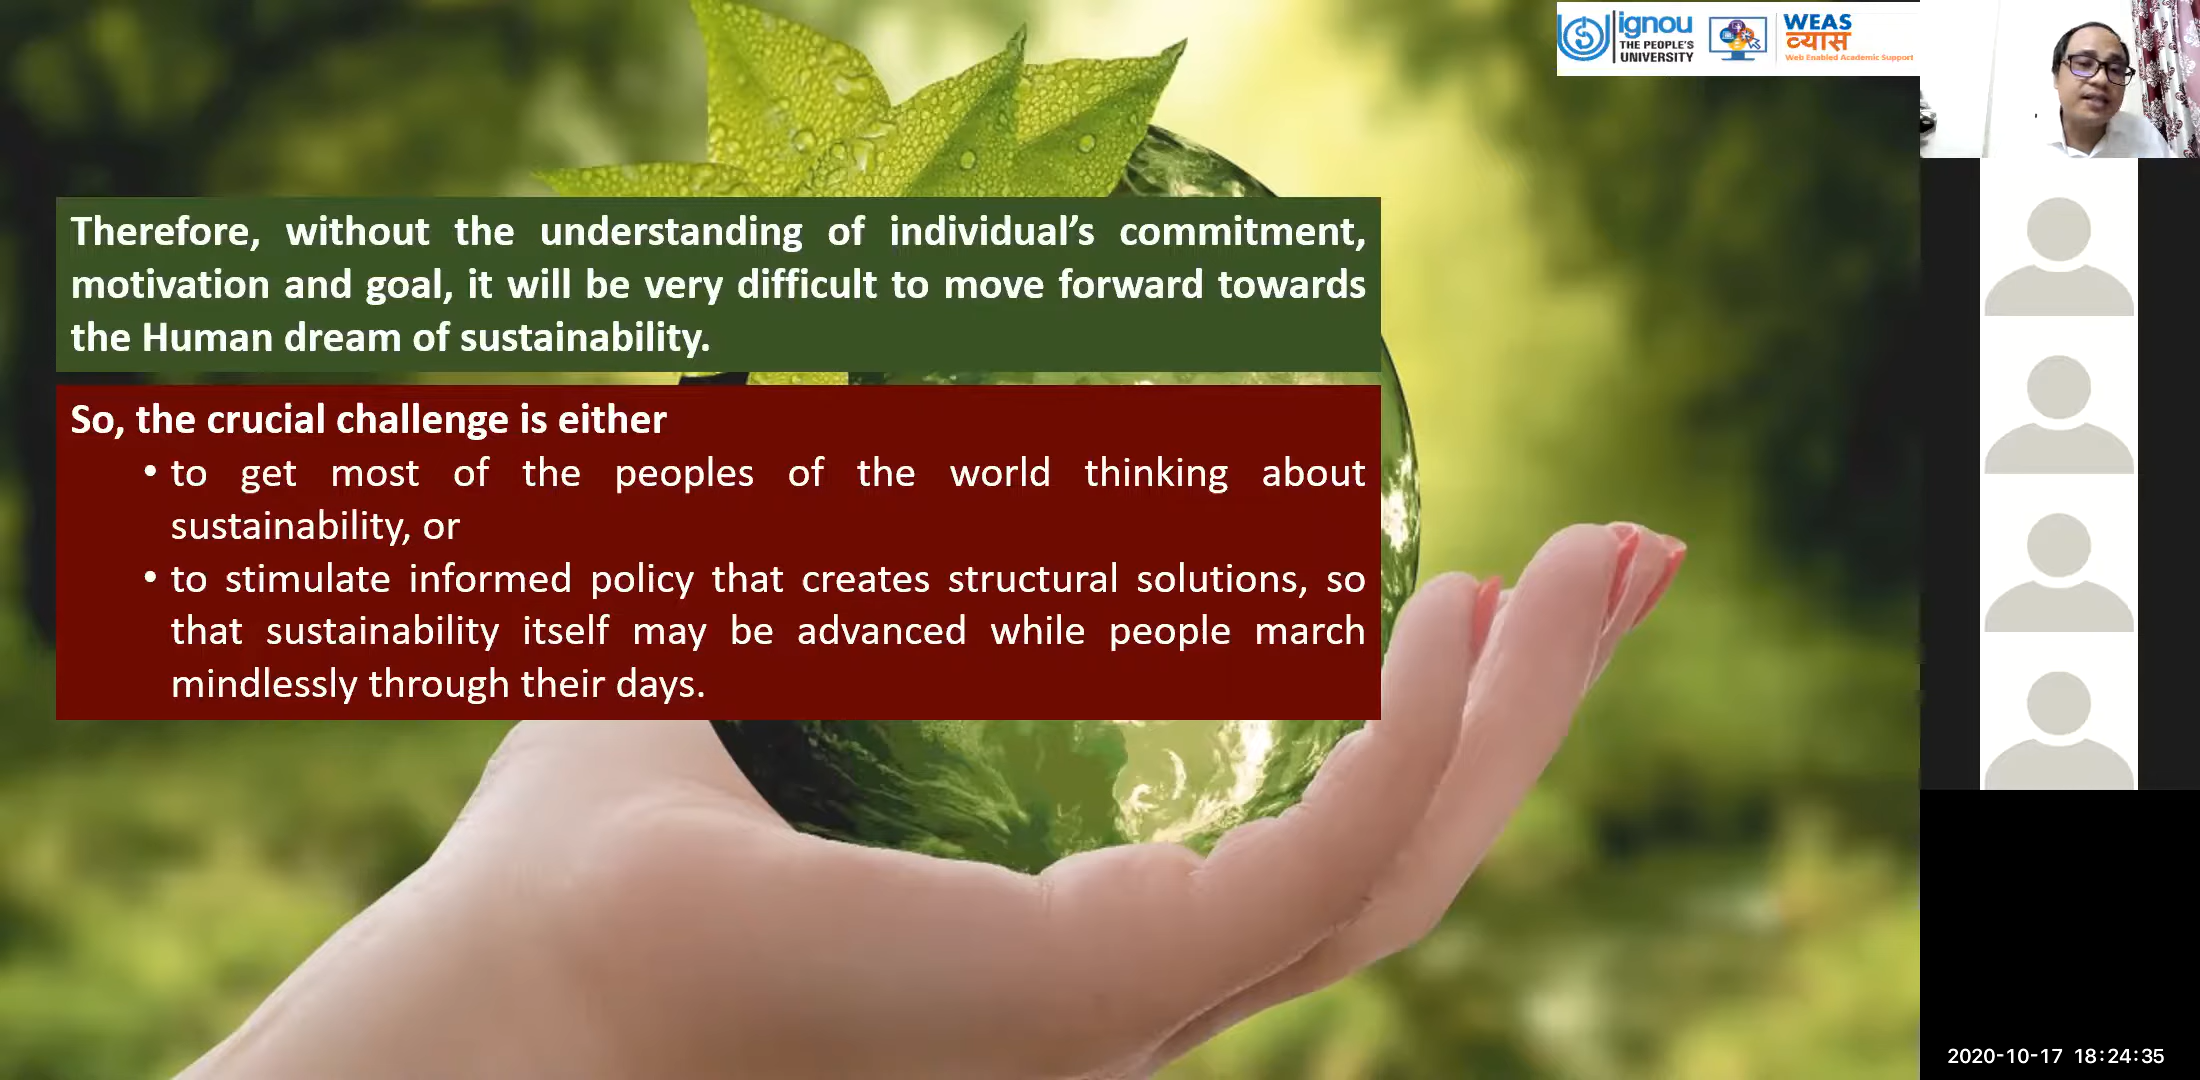 ignou
THE PEOPLE'S
UNIVERSITY
WEAS
व्यास
Web Enabled Academic Support
Therefore, without the understanding of individual’s commitment,
motivation and goal, it will be very difficult to move forward towards
the Human dream of sustainability.
So, the crucial challenge is either
• to get most of the peoples of the world thinking about
sustainability, or
• to stimulate informed policy that creates structural solutions, so
that sustainability itself may be advanced while people march
mindlessly through their days.
2020-10-17 18:24:35